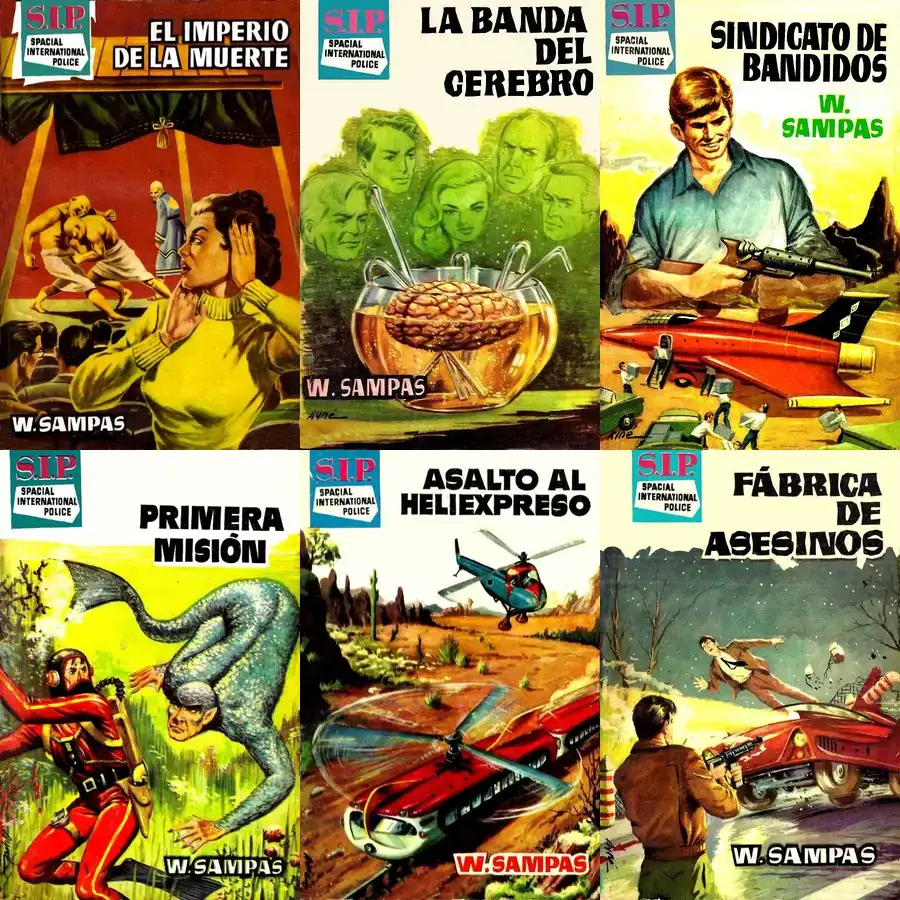 S.I.P.
SPACIAL
INTERNATIONAL
POLICE
EL IMPERIO
DE LA MUERTE
W. SAMPAS
S.I.P.
SPACIAL
INTERNATIONAL
POLICE
LA BANDA
DEL
CEREBRO
W. SAMPAS
Ayne
S.I.P.
SPACIAL
INTERNATIONAL
POLICE
SINDICATO DE
BANDIDOS
W.
SAMPAS
Ayne
S.I.P.
SPACIAL
INTERNATIONAL
POLICE
PRIMERA
MISIÓN
W. SAMPAS
S.I.P.
SPACIAL
INTERNATIONAL
POLICE
ASALTO AL
HELIEXPRESO
W. SAMPAS
S.I.P.
SPACIAL
INTERNATIONAL
POLICE
FÁBRICA
DE
ASESINOS
W. SAMPAS